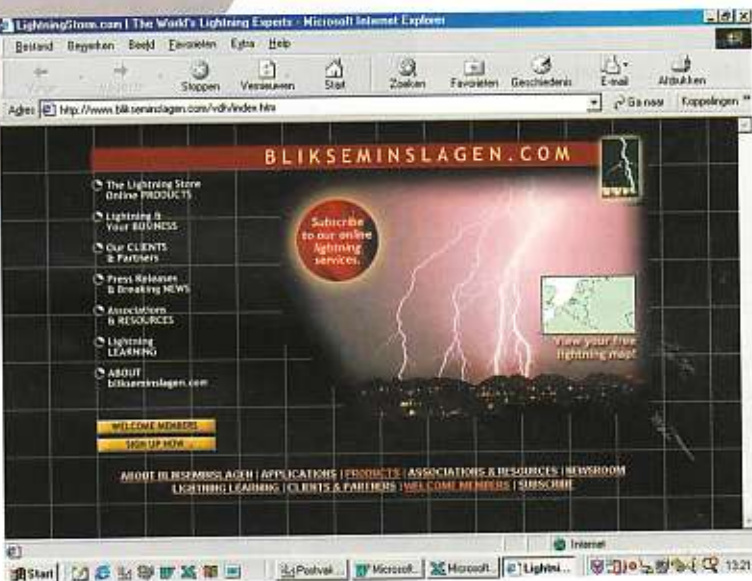 LightningStorm.com | The World's Lightning Experts - Microsoft Internet Explorer
Bestand Bewerken Beeld Favorieten Extra Help
Stoppen Vernieuwen Start Zoeken Favorieten Geschiedenis E-mail Afdrukken
Adres http://www.blikseminslagen.com/vdh/index.htm Ga naar Koppelingen »
BLIKSEMINSLAGEN.COM
The Lightning Store
Online PRODUCTS
Lightning &
Your BUSINESS
Our CLIENTS
& Partners
Press Releases
& Breaking NEWS
Associations
& RESOURCES
Lightning
LEARNING
ABOUT
blikseminslagen.com
Subscribe
to our online
lightning
services.
View your free
lightning map!
WELCOME MEMBERS
SIGN UP NOW
ABOUT BLIKSEMINSLAGEN | APPLICATIONS | PRODUCTS | ASSOCIATIONS & RESOURCES | NEWSROOM
LIGHTNING LEARNING | CLIENTS & PARTNERS | WELCOME MEMBERS | SUBSCRIBE
Internet
Start Postvak... Microsoft... Microsoft... Lightni... 13:21